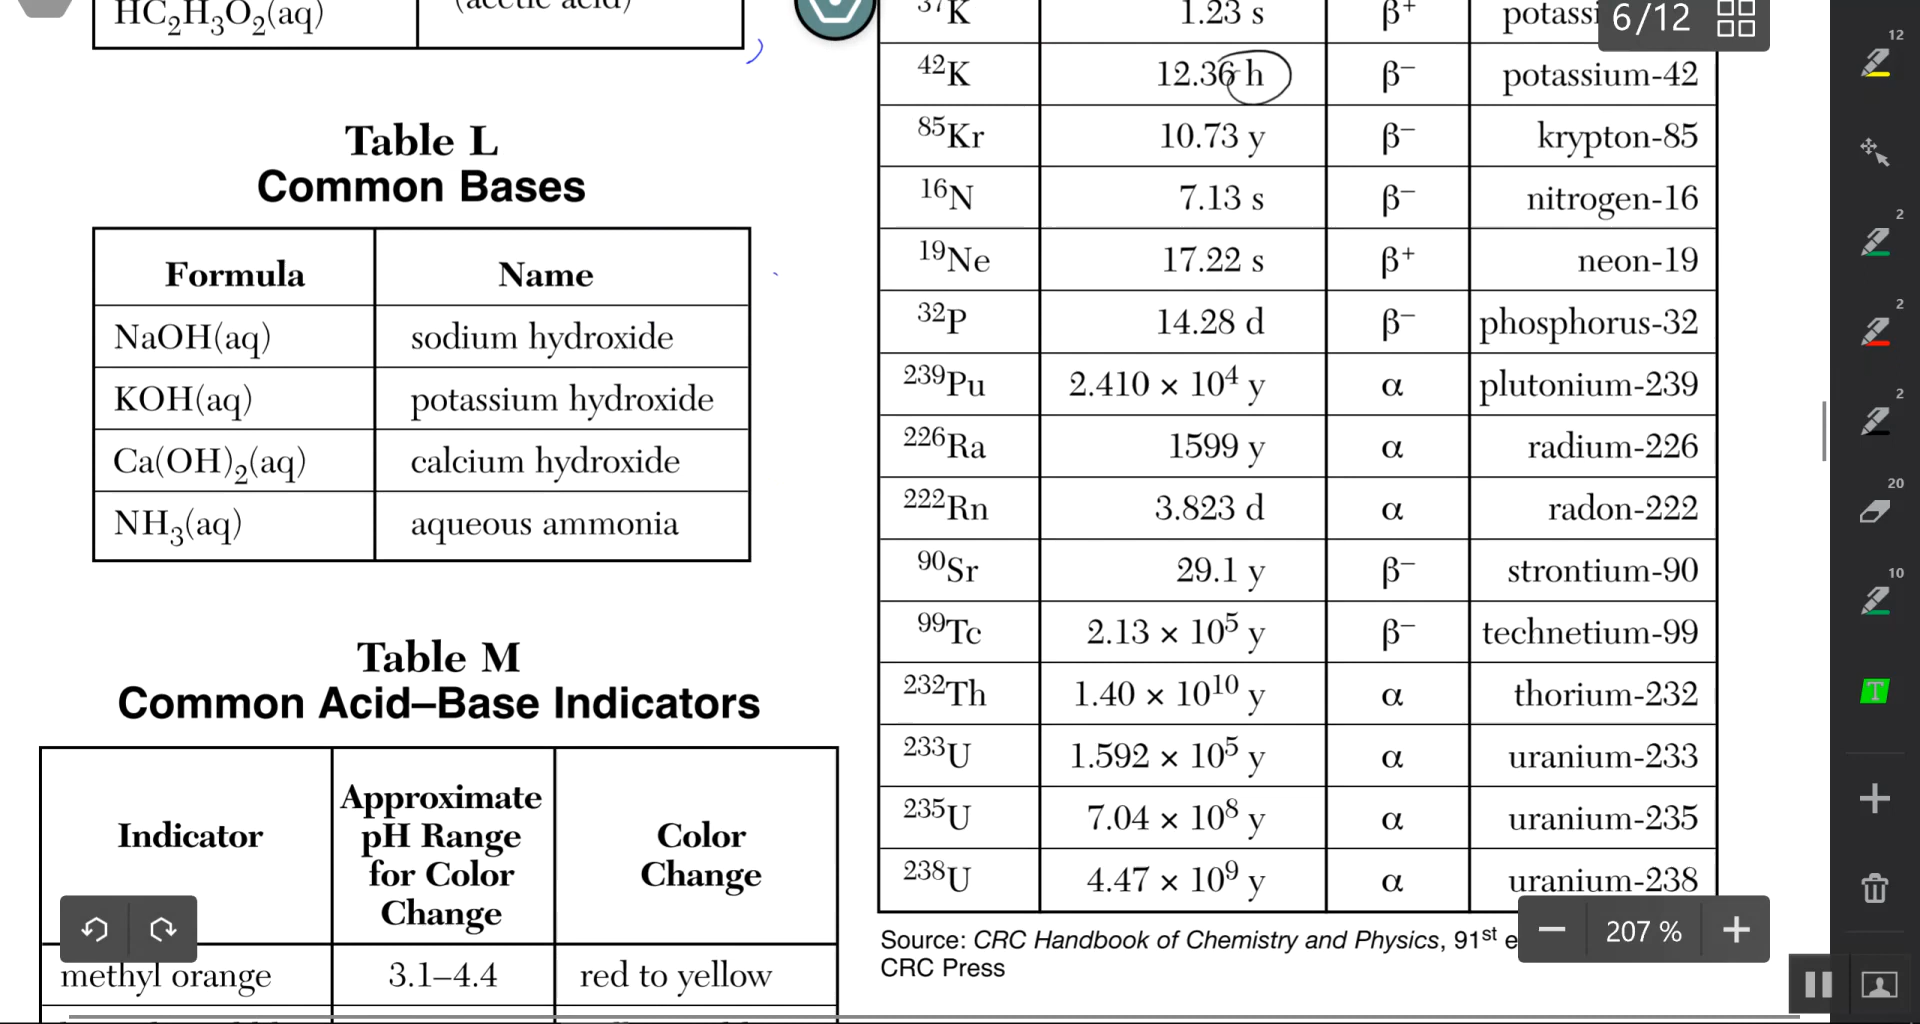 HC₂H₃O₂(aq)
Table L
Common Bases
Formula Name
NaOH(aq) sodium hydroxide
KOH(aq) potassium hydroxide
Ca(OH)₂(aq) calcium hydroxide
NH₃(aq) aqueous ammonia
Table M
Common Acid–Base Indicators
Indicator
Approximate
pH Range
for Color
Change
Color
Change
methyl orange 3.1–4.4 red to yellow
³⁷K 1.23 s β⁺
⁴²K 12.36 h β⁻ potassium-42
⁸⁵Kr 10.73 y β⁻ krypton-85
¹⁶N 7.13 s β⁻ nitrogen-16
¹⁹Ne 17.22 s β⁺ neon-19
³²P 14.28 d β⁻ phosphorus-32
²³⁹Pu 2.410 × 10⁴ y α plutonium-239
²²⁶Ra 1599 y α radium-226
²²²Rn 3.823 d α radon-222
⁹⁰Sr 29.1 y β⁻ strontium-90
⁹⁹Tc 2.13 × 10⁵ y β⁻ technetium-99
²³²Th 1.40 × 10¹⁰ y α thorium-232
²³³U 1.592 × 10⁵ y α uranium-233
²³⁵U 7.04 × 10⁸ y α uranium-235
²³⁸U 4.47 × 10⁹ y α uranium-238
Source: CRC Handbook of Chemistry and Physics, 91ˢᵗ
CRC Press
6/12
207 %
12
2
2
2
20
10
T